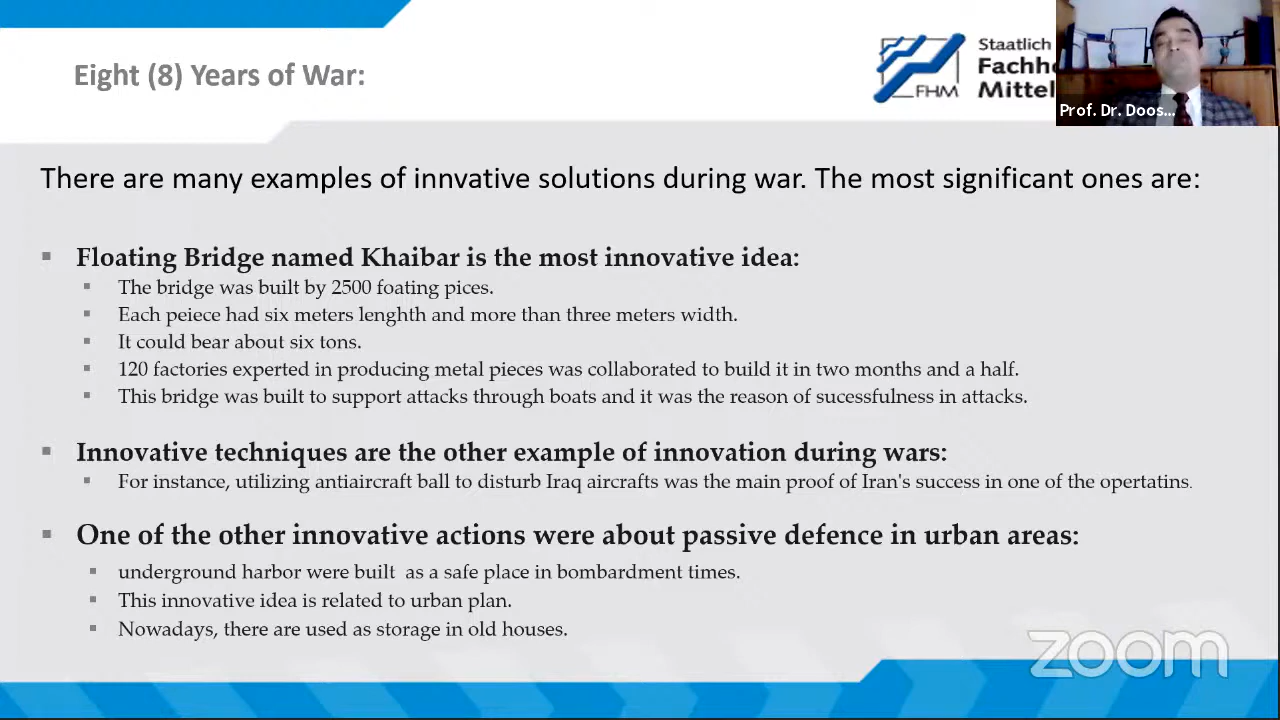 Eight (8) Years of War:
Staatlich
Fachho
Mittel
FHM
Prof. Dr. Doos...
There are many examples of innvative solutions during war. The most significant ones are:
Floating Bridge named Khaibar is the most innovative idea:
The bridge was built by 2500 foating pices.
Each peiece had six meters lenghth and more than three meters width.
It could bear about six tons.
120 factories experted in producing metal pieces was collaborated to build it in two months and a half.
This bridge was built to support attacks through boats and it was the reason of sucessfulness in attacks.
Innovative techniques are the other example of innovation during wars:
For instance, utilizing antiaircraft ball to disturb Iraq aircrafts was the main proof of Iran's success in one of the opertatins.
One of the other innovative actions were about passive defence in urban areas:
underground harbor were built as a safe place in bombardment times.
This innovative idea is related to urban plan.
Nowadays, there are used as storage in old houses.
zoom